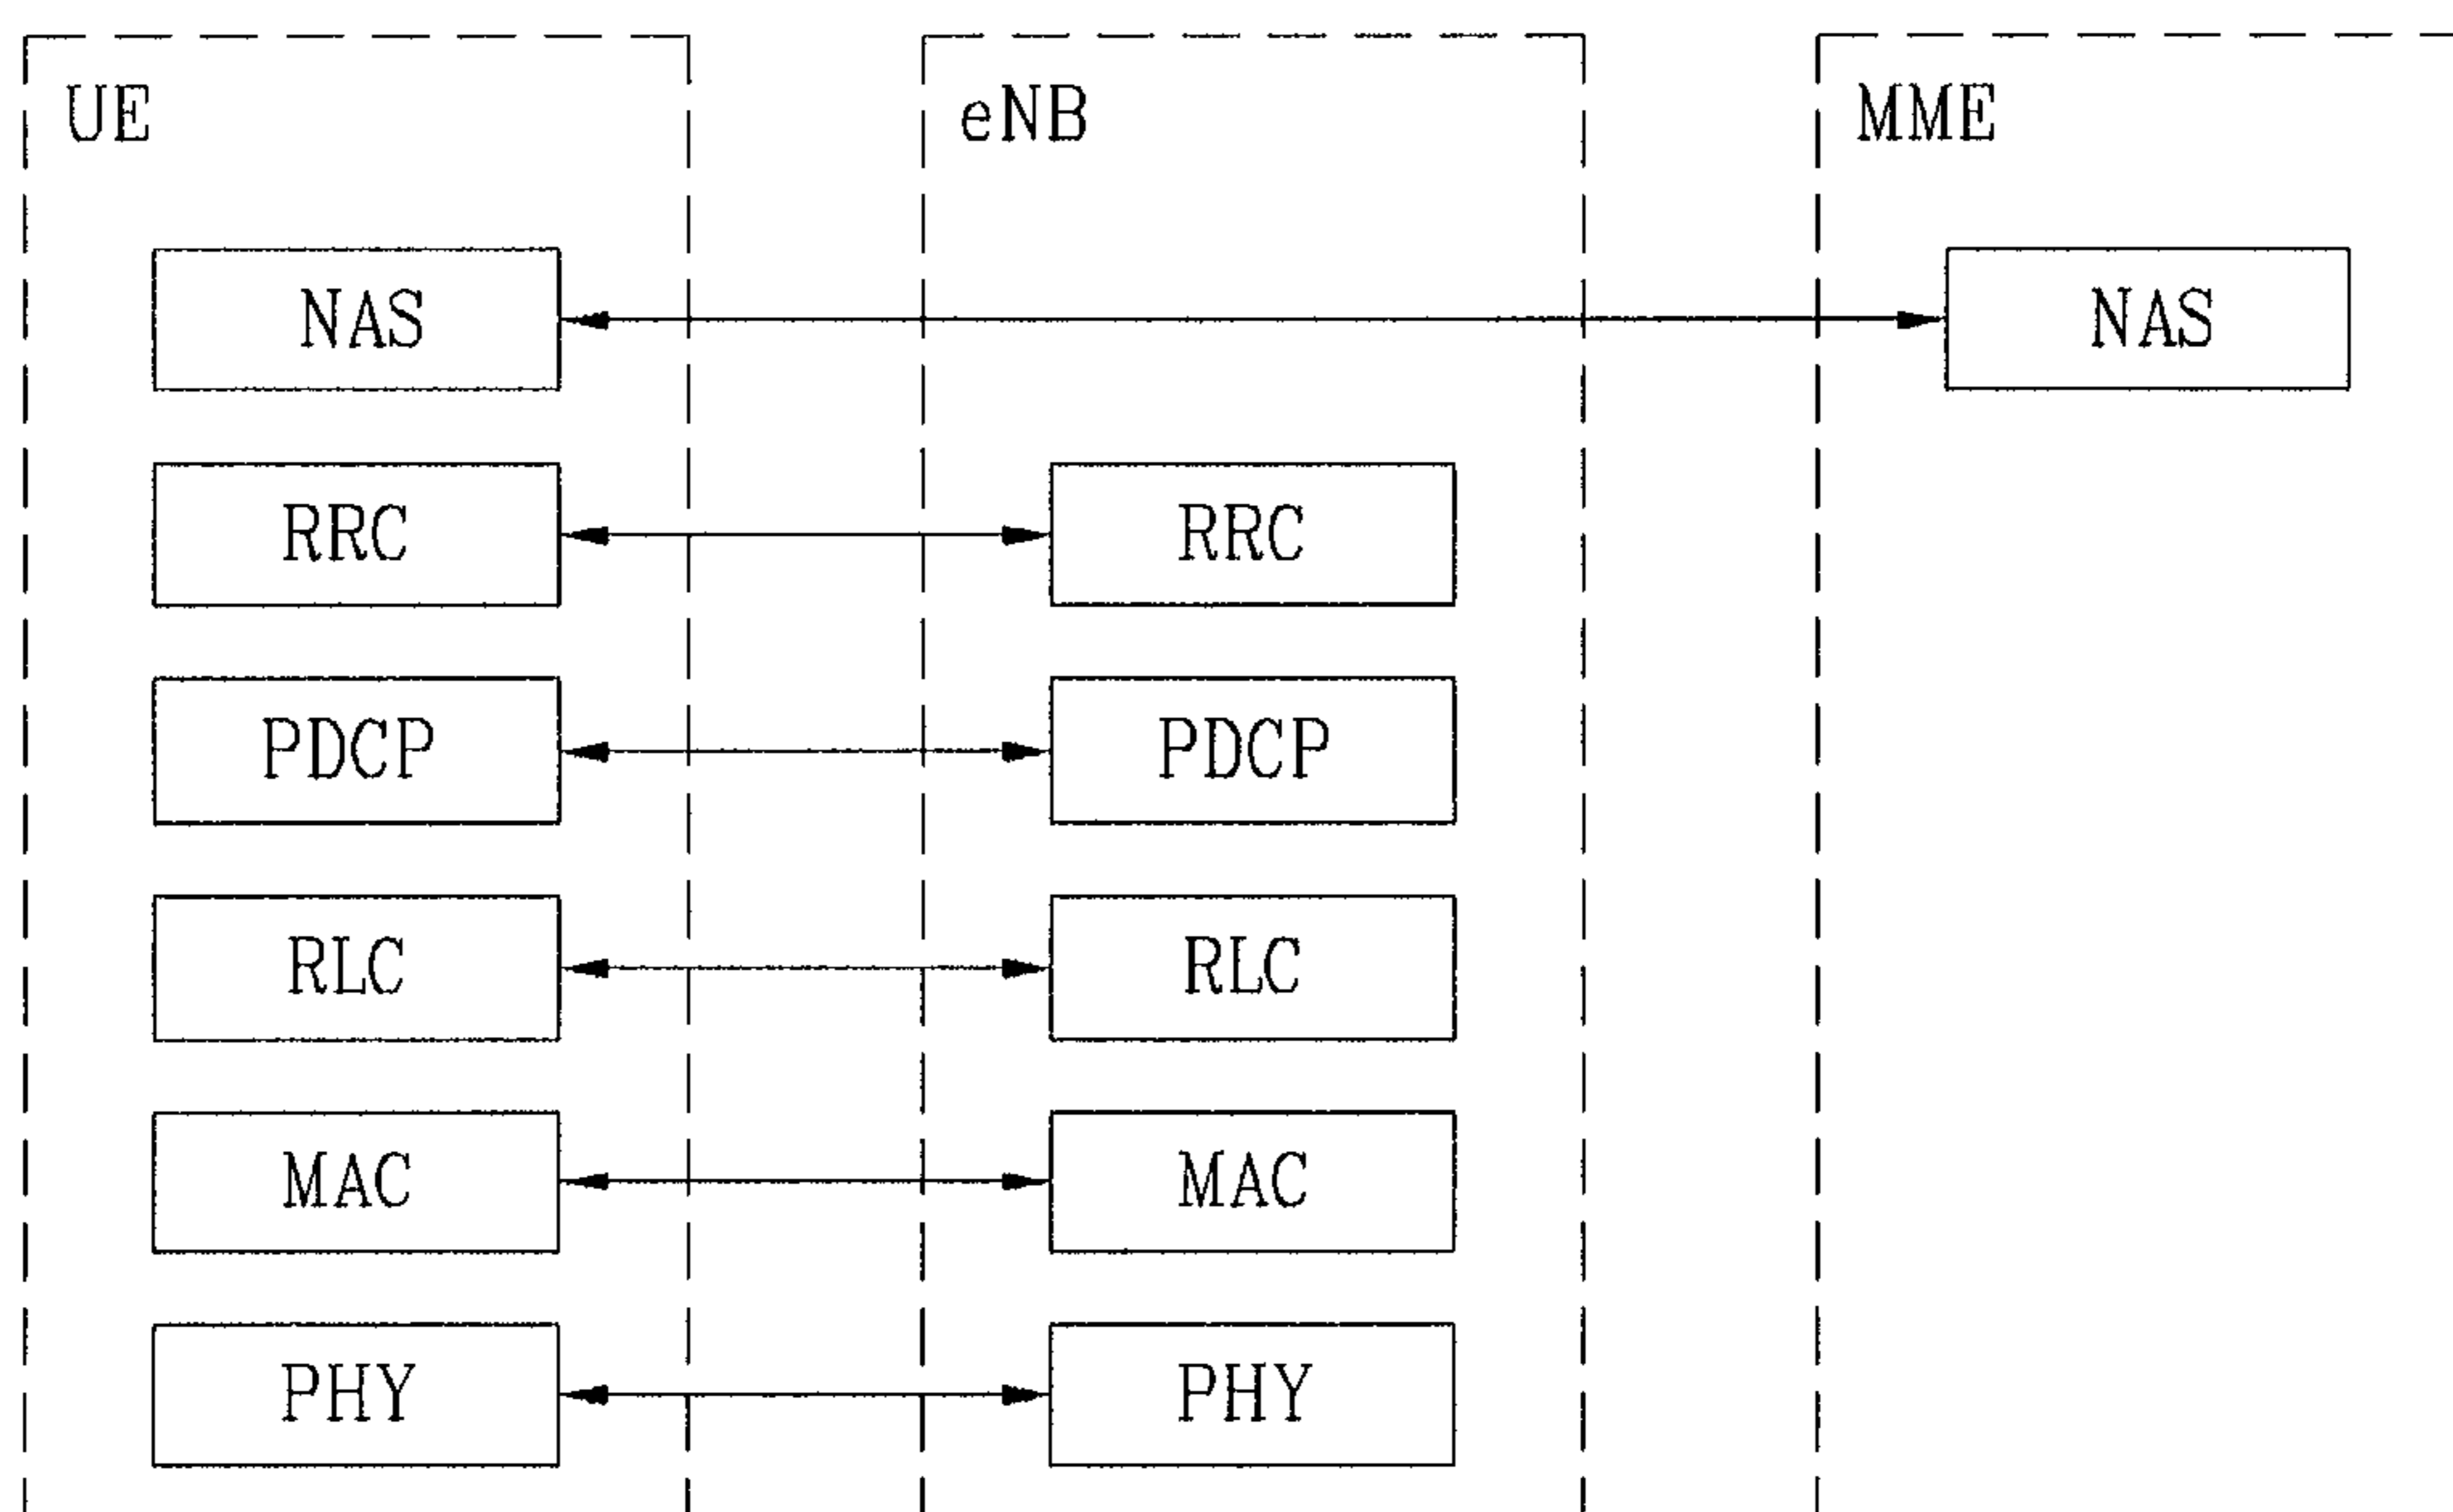 UE eNB MME
NAS NAS
RRC RRC
PDCP PDCP
RLC RLC
MAC MAC
PHY PHY